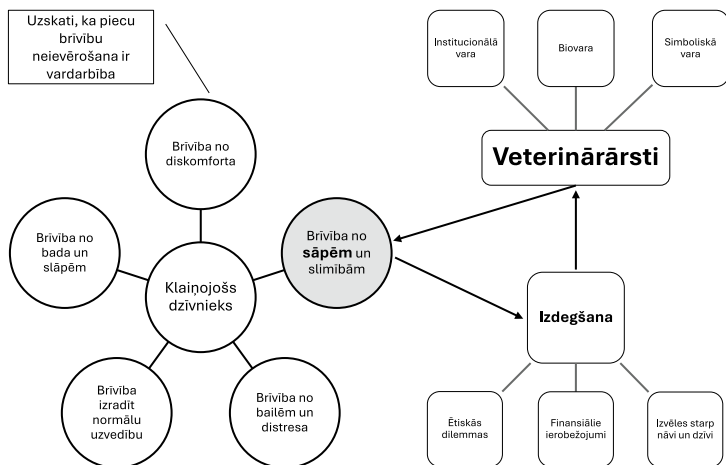 Uzskati, ka piecu
brīvību
neievērošana ir
vardarbība
Institucionālā
vara
Biovara
Simboliskā
vara
Veterinārārsti
Brīvība no
diskomforta
Brīvība no
bada un
slāpēm
Klaiņojošs
dzīvnieks
Brīvība no
sāpēm un
slimībām
Brīvība
izradīt
normālu
uzvedību
Brīvība no
bailēm un
distresa
Izdegšana
Ētiskās
dilemmas
Finansiālie
ierobežojumi
Izvēles starp
nāvi un dzīvi